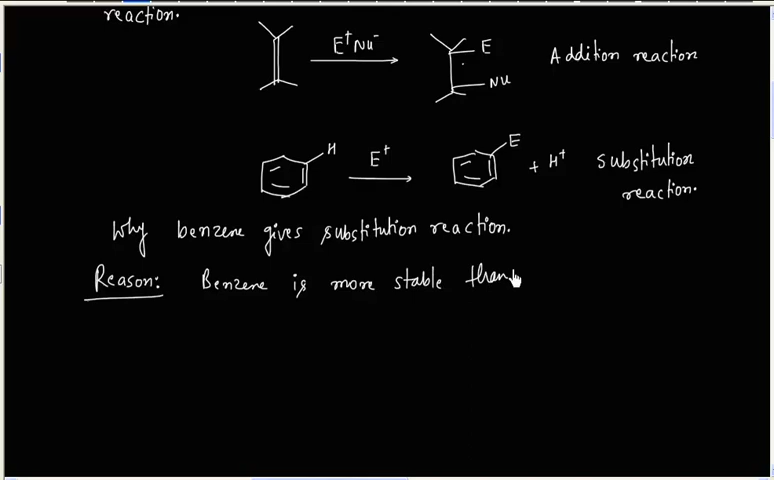 reaction.
E⁺Nu⁻
E
Nu
Addition reaction
H
E⁺
E
+ H⁺
substitution
reaction.
Why benzene gives substitution reaction.
Reason: Benzene is more stable than